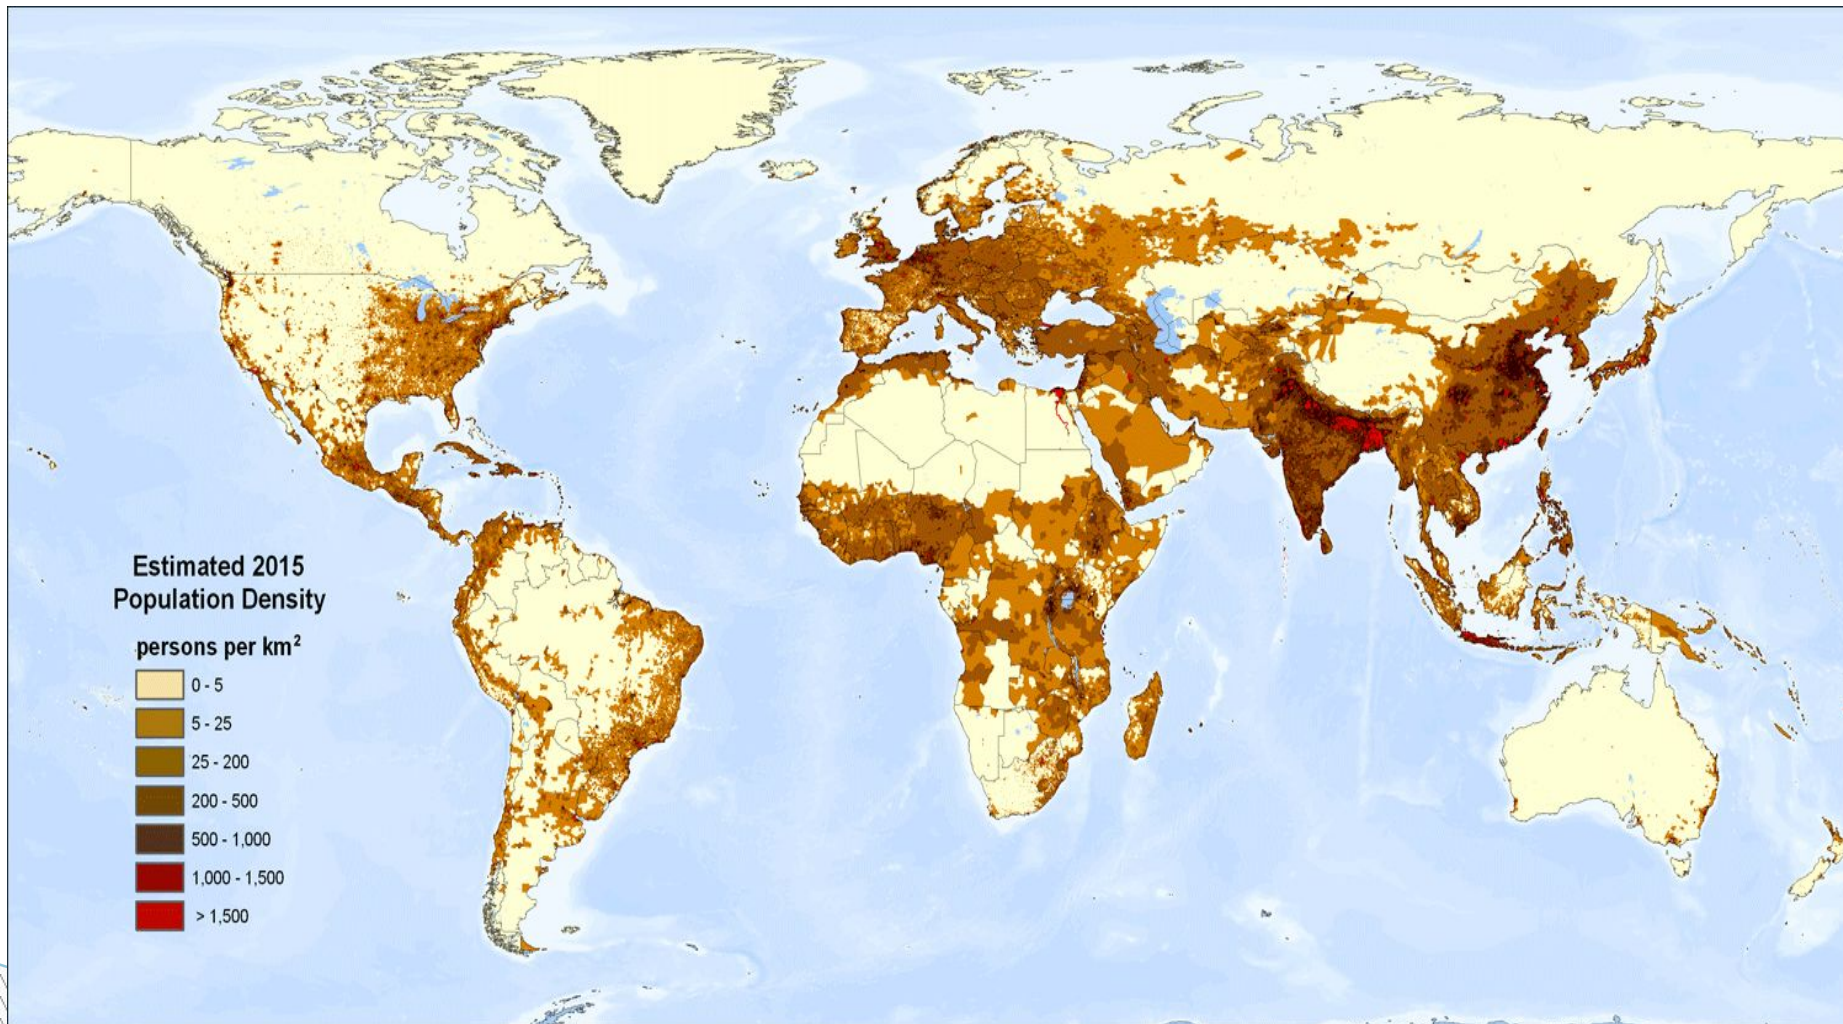 Estimated 2015
Population Density
persons per km²
0 - 5
5 - 25
25 - 200
200 - 500
500 - 1,000
1,000 - 1,500
> 1,500